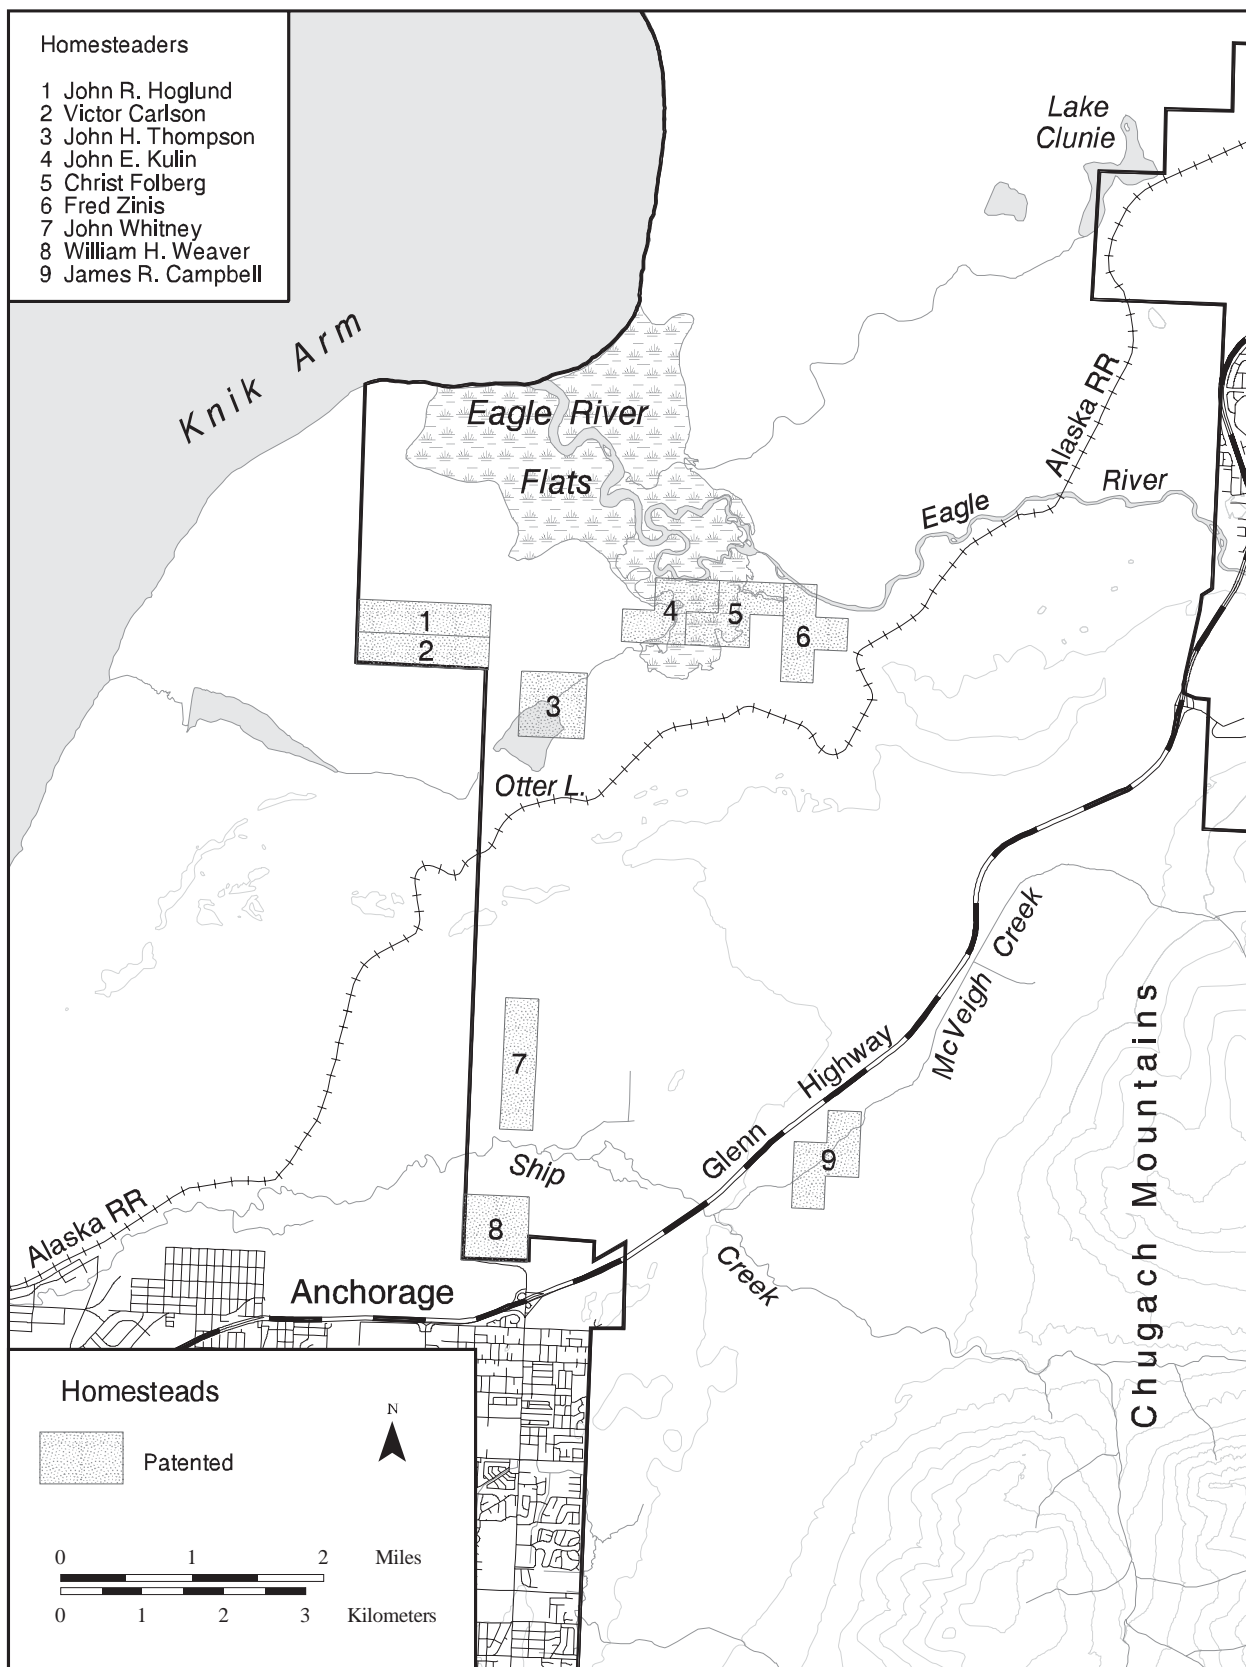 Homesteaders
1 John R. Hoglund
2 Victor Carlson
3 John H. Thompson
4 John E. Kulin
5 Christ Folberg
6 Fred Zinis
7 John Whitney
8 William H. Weaver
9 James R. Campbell
Lake
Clunie
Knik Arm
Eagle River
Flats
Alaska RR
Eagle
River
1
2
3
4
5
6
Otter L.
McVeigh Creek
Glenn Highway
7
8
9
Ship
Creek
Alaska RR
Anchorage
Chugach Mountains
Homesteads
Patented
N
0 1 2 Miles
0 1 2 3 Kilometers